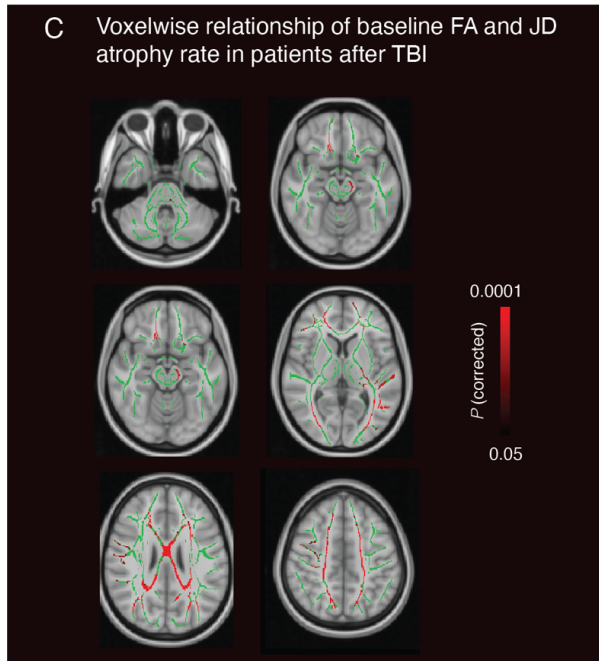 C Voxelwise relationship of baseline FA and JD
atrophy rate in patients after TBI
0.0001
P (corrected)
0.05